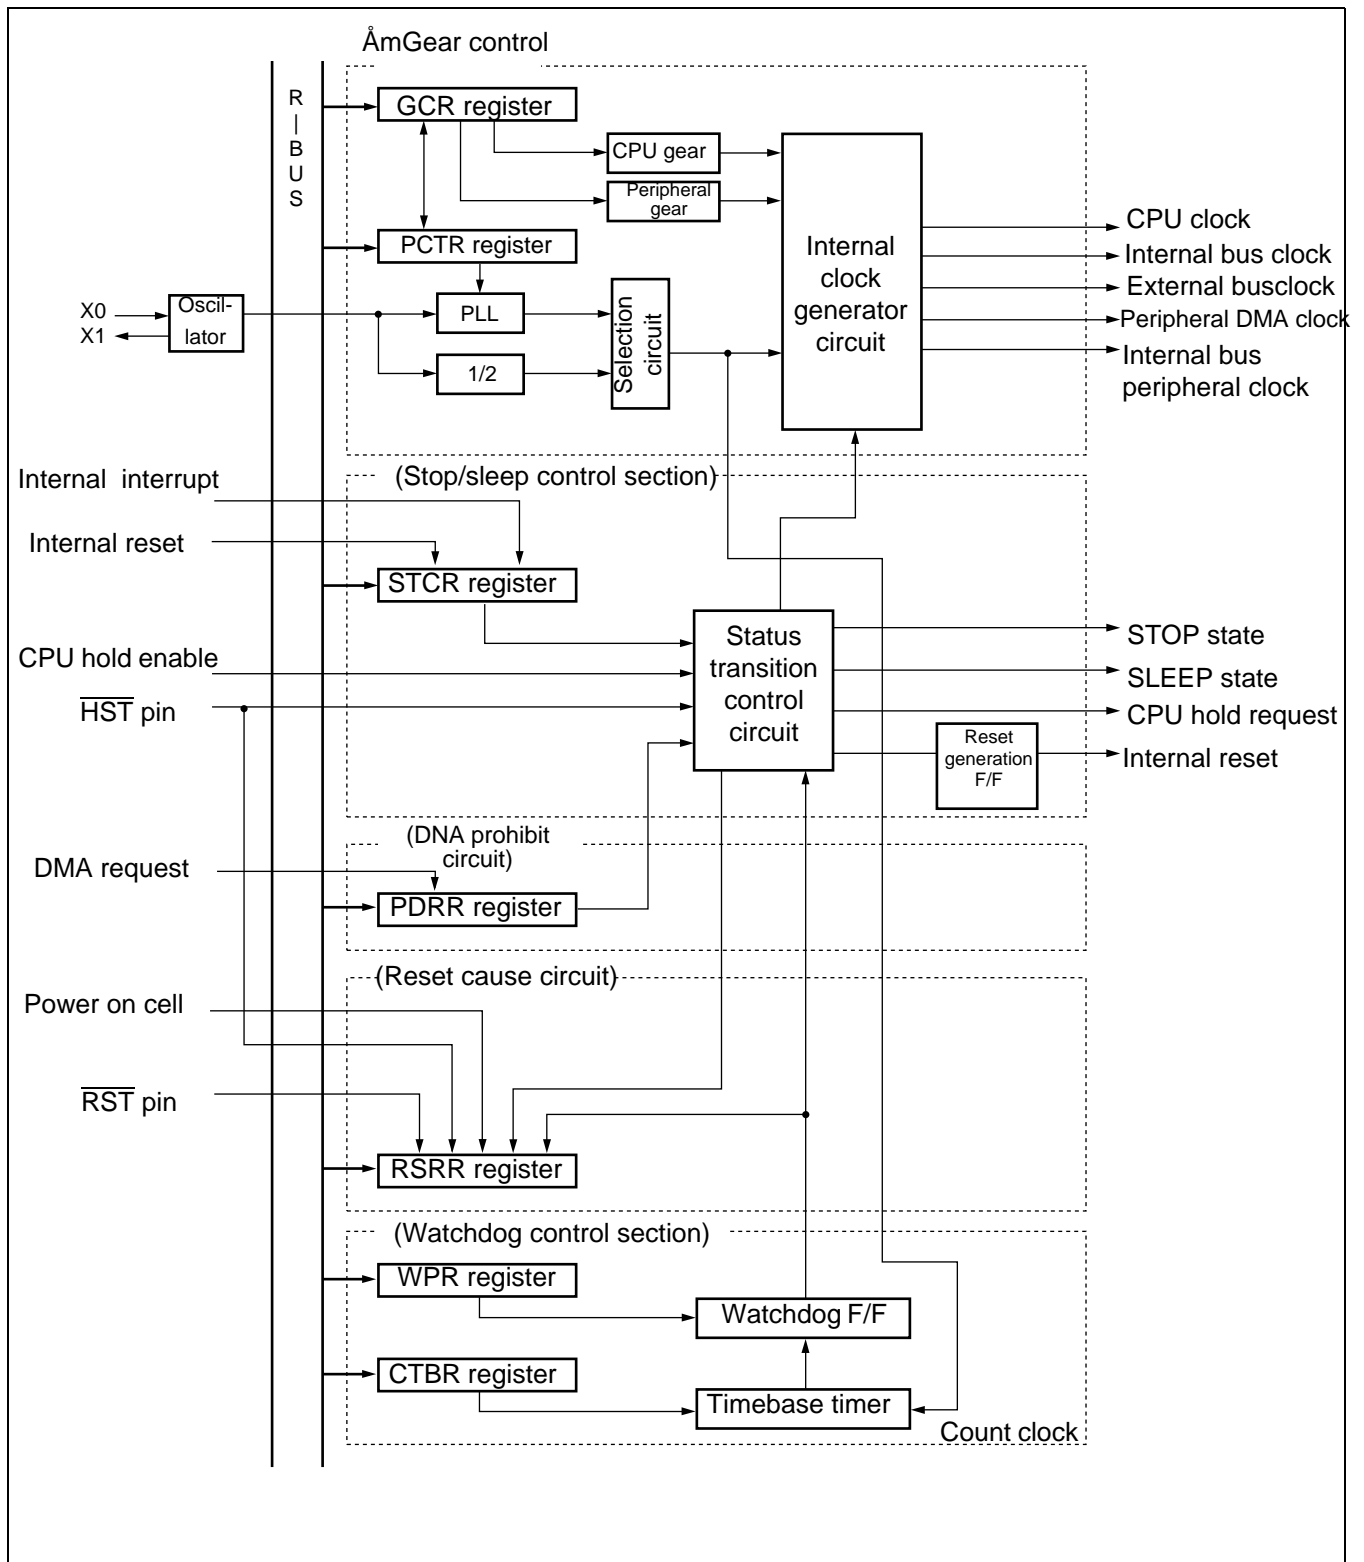 ÅmGear control
R
|
B
U
S
GCR register
CPU gear
Peripheral
gear
PCTR register
Internal
clock
generator
circuit
CPU clock
Internal bus clock
External busclock
Peripheral DMA clock
Internal bus
peripheral clock
X0
X1
Oscil-
lator
PLL
1/2
Selection
circuit
(Stop/sleep control section)
Internal interrupt
Internal reset
STCR register
CPU hold enable
HST pin
Status
transition
control
circuit
STOP state
SLEEP state
CPU hold request
Reset
generation
F/F
Internal reset
(DNA prohibit
circuit)
DMA request
PDRR register
(Reset cause circuit)
Power on cell
RST pin
RSRR register
(Watchdog control section)
WPR register
Watchdog F/F
CTBR register
Timebase timer
Count clock